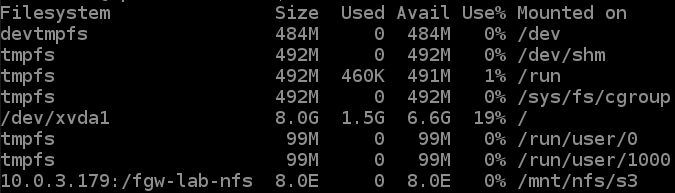 Filesystem Size Used Avail Use% Mounted on
devtmpfs 484M 0 484M 0% /dev
tmpfs 492M 0 492M 0% /dev/shm
tmpfs 492M 460K 491M 1% /run
tmpfs 492M 0 492M 0% /sys/fs/cgroup
/dev/xvda1 8.0G 1.5G 6.6G 19% /
tmpfs 99M 0 99M 0% /run/user/0
tmpfs 99M 0 99M 0% /run/user/1000
10.0.3.179:/fgw-lab-nfs 8.0E 0 8.0E 0% /mnt/nfs/s3